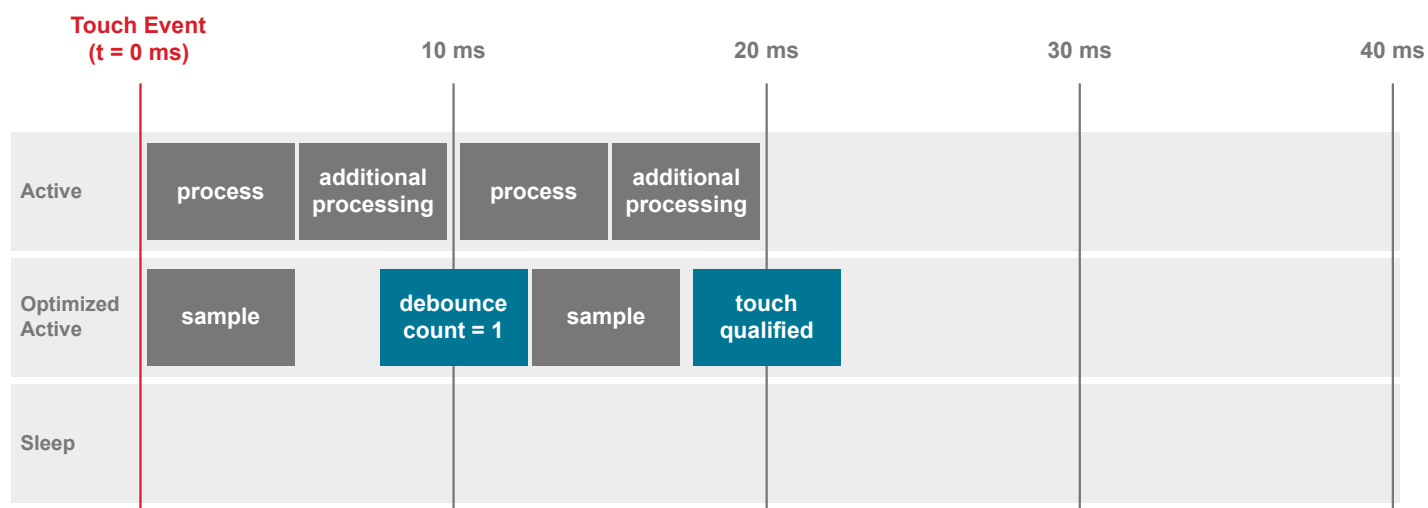 Touch Event
(t = 0 ms)
10 ms
20 ms
30 ms
40 ms
Active
process
additional
processing
process
additional
processing
Optimized
Active
sample
debounce
count = 1
sample
touch
qualified
Sleep